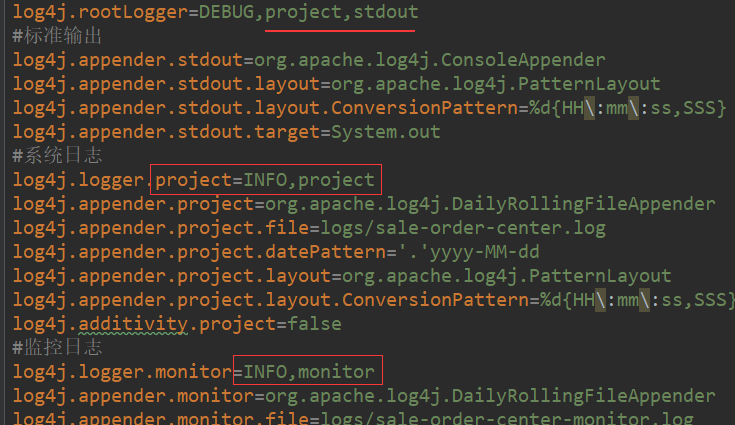 log4j.rootLogger=DEBUG,project,stdout
#标准输出
log4j.appender.stdout=org.apache.log4j.ConsoleAppender
log4j.appender.stdout.layout=org.apache.log4j.PatternLayout
log4j.appender.stdout.layout.ConversionPattern=%d{HH\:mm\:ss,SSS}
log4j.appender.stdout.target=System.out
#系统日志
log4j.logger.project=INFO,project
log4j.appender.project=org.apache.log4j.DailyRollingFileAppender
log4j.appender.project.file=logs/sale-order-center.log
log4j.appender.project.datePattern='.'yyyy-MM-dd
log4j.appender.project.layout=org.apache.log4j.PatternLayout
log4j.appender.project.layout.ConversionPattern=%d{HH\:mm\:ss,SSS}
log4j.additivity.project=false
#监控日志
log4j.logger.monitor=INFO,monitor
log4j.appender.monitor=org.apache.log4j.DailyRollingFileAppender
log4j.appender.monitor.file=logs/sale-order-center-monitor.log